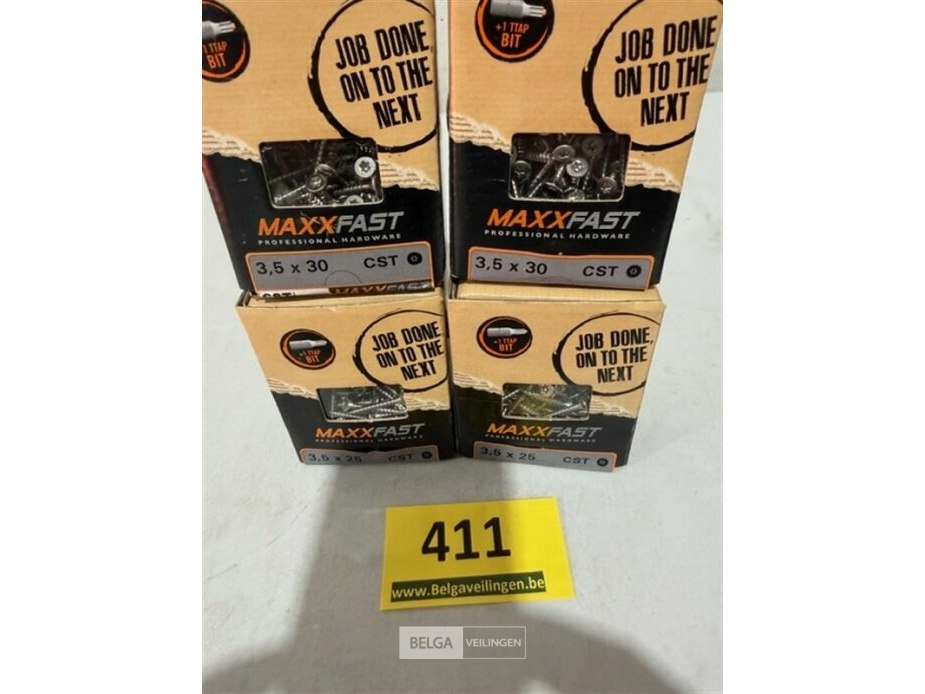 +1 TTAP
BIT
JOB DONE,
ON TO THE
NEXT
MAXXFAST
PROFESSIONAL HARDWARE
3,5 x 30 CST
+1 TTAP
BIT
JOB DONE,
ON TO THE
NEXT
MAXXFAST
PROFESSIONAL HARDWARE
3,5 x 30 CST
MAXXFAST
+1 TTAP
BIT
JOB DONE,
ON TO THE
NEXT
MAXXFAST
PROFESSIONAL HARDWARE
3,5 x 25 CST
+1 TTAP
BIT
JOB DONE,
ON TO THE
NEXT
MAXXFAST
PROFESSIONAL HARDWARE
3,5 x 25 CST
411
www.Belgaveilingen.be
BELGA VEILINGEN